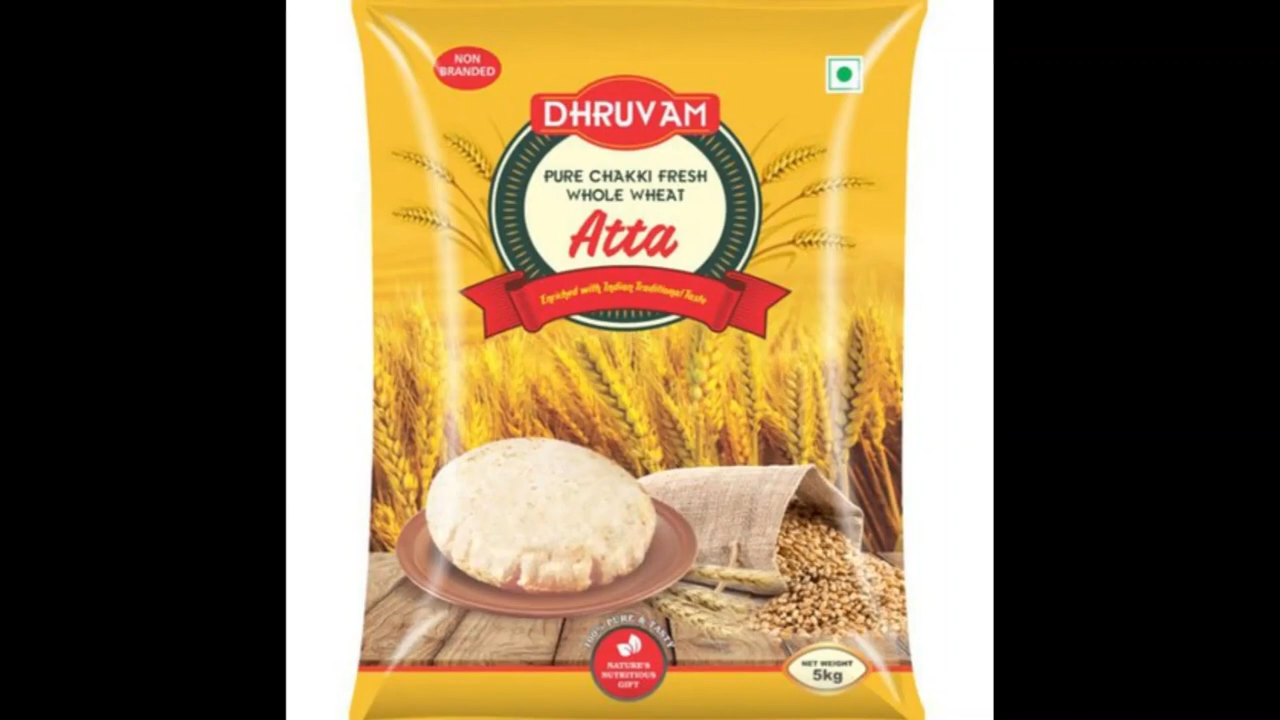 NON
BRANDED
DHRUVAM
PURE CHAKKI FRESH
WHOLE WHEAT
Atta
Enriched with Indian Traditional Taste
100% PURE & TASTY
NATURE'S
NUTRITIOUS
GIFT
NET WEIGHT
5kg